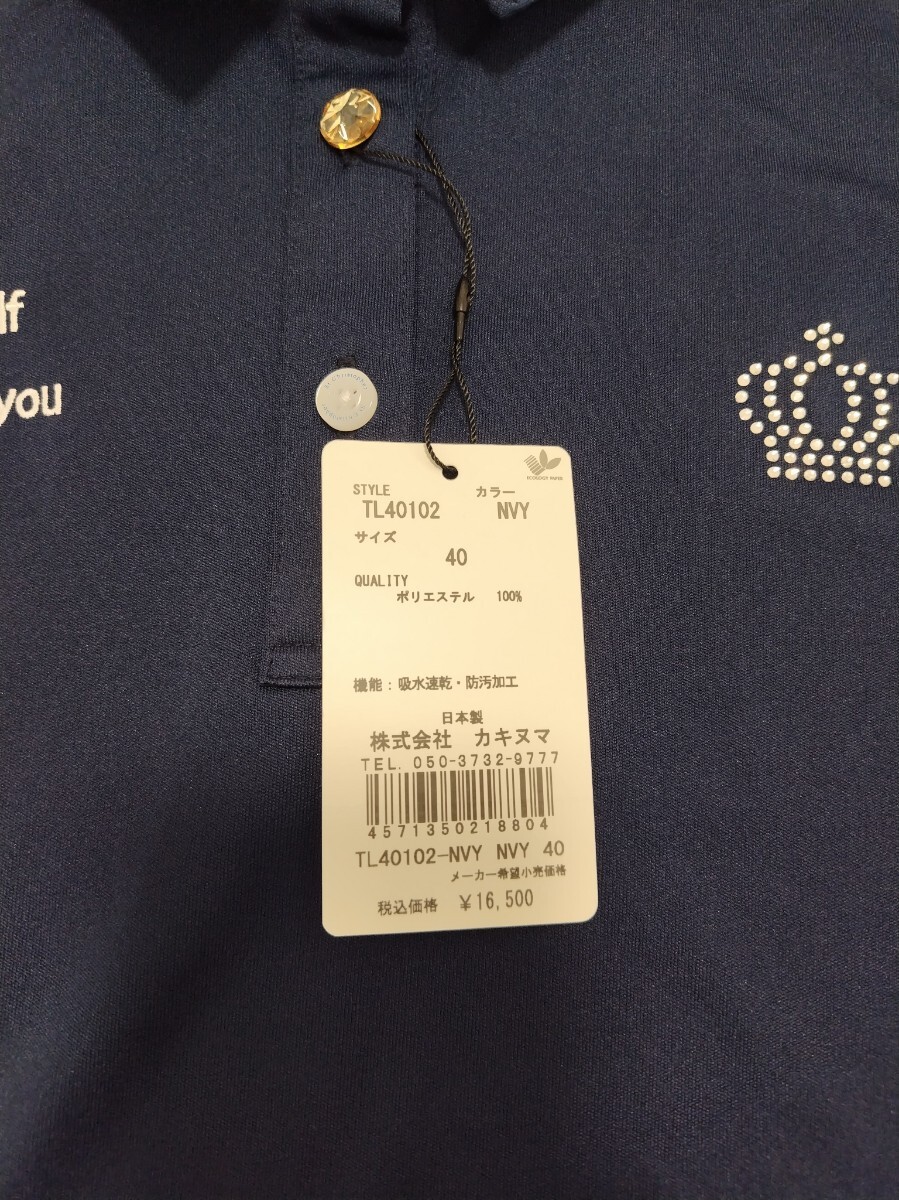 lf
you
ECOLOGY PAPER
STYLE カラー
TL40102 NVY
サイズ
40
QUALITY
ポリエステル 100%
機能:吸水速乾・防汚加工
日本製
株式会社 カキヌマ
TEL. 050-3732-9777
4571350218804
TL40102-NVY NVY 40
メーカー希望小売価格
税込価格 ¥16,500